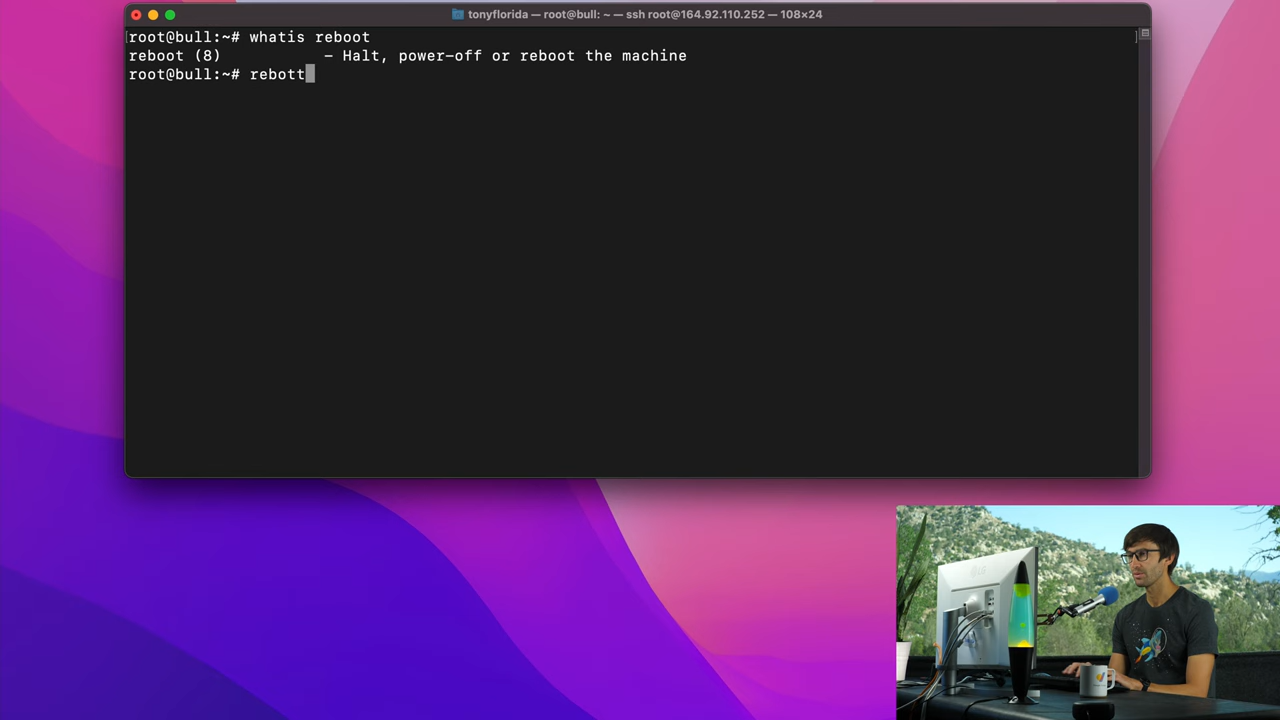 tonyflorida — root@bull: ~ — ssh root@164.92.110.252 — 108×24
root@bull:~# whatis reboot
reboot (8)           - Halt, power-off or reboot the machine
root@bull:~# rebott
LG